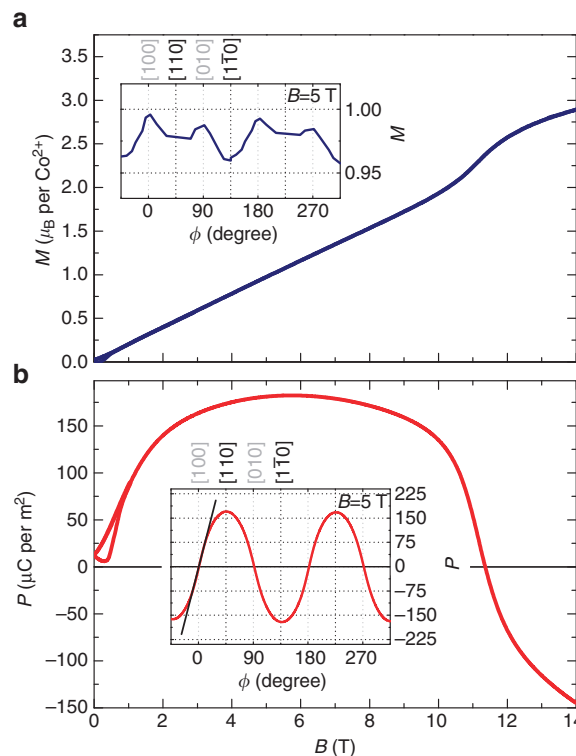 a
3.5
3.0
2.5
2.0
1.5
1.0
0.5
0.0
M (μB per Co2+)
[100]
[110]
[010]
[11̄0]
B=5 T
1.00
0.95
M
0 90 180 270
ϕ (degree)
b
150
100
50
0
−50
−100
−150
P (μC per m2)
[100]
[110]
[010]
[11̄0]
B=5 T
225
150
75
0
−75
−150
−225
P
0 90 180 270
ϕ (degree)
0 2 4 6 8 10 12 14
B (T)